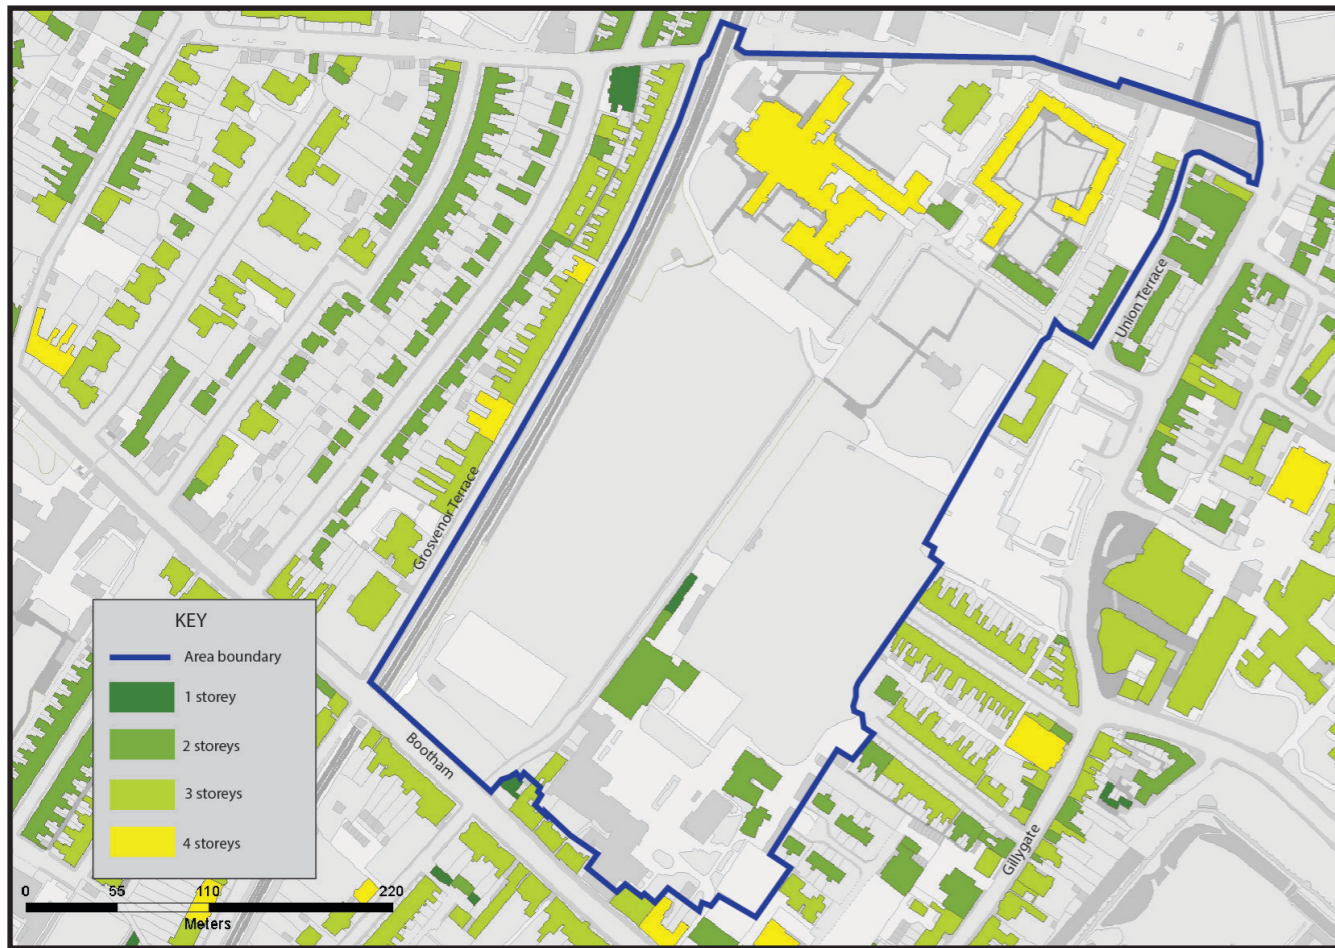 Union Terrace
Grosvenor Terrace
KEY
Area boundary
1 storey
2 storeys
3 storeys
4 storeys
Bootham
Gillygate
0 55 110 220
Meters